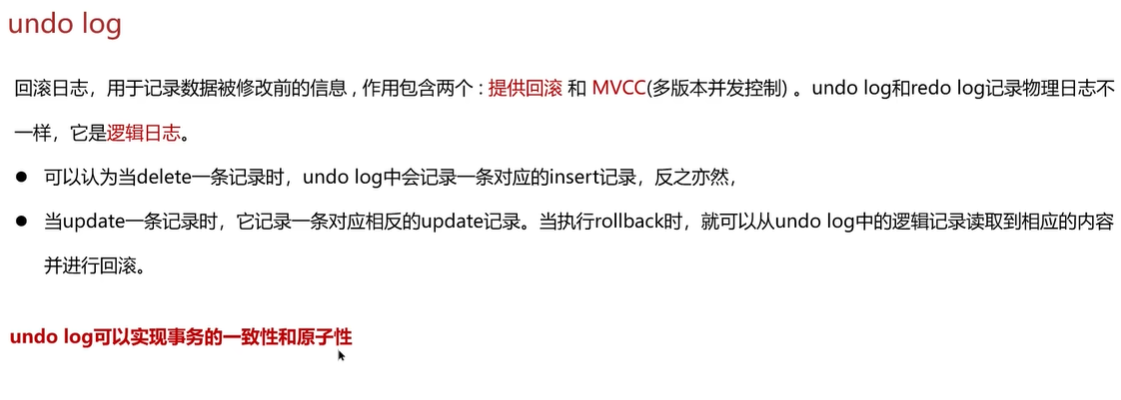 undo log
回滚日志，用于记录数据被修改前的信息 , 作用包含两个 : 提供回滚 和 MVCC(多版本并发控制) 。undo log和redo log记录物理日志不
一样，它是逻辑日志。
● 可以认为当delete一条记录时，undo log中会记录一条对应的insert记录，反之亦然，
● 当update一条记录时，它记录一条对应相反的update记录。当执行rollback时，就可以从undo log中的逻辑记录读取到相应的内容
并进行回滚。
undo log可以实现事务的一致性和原子性